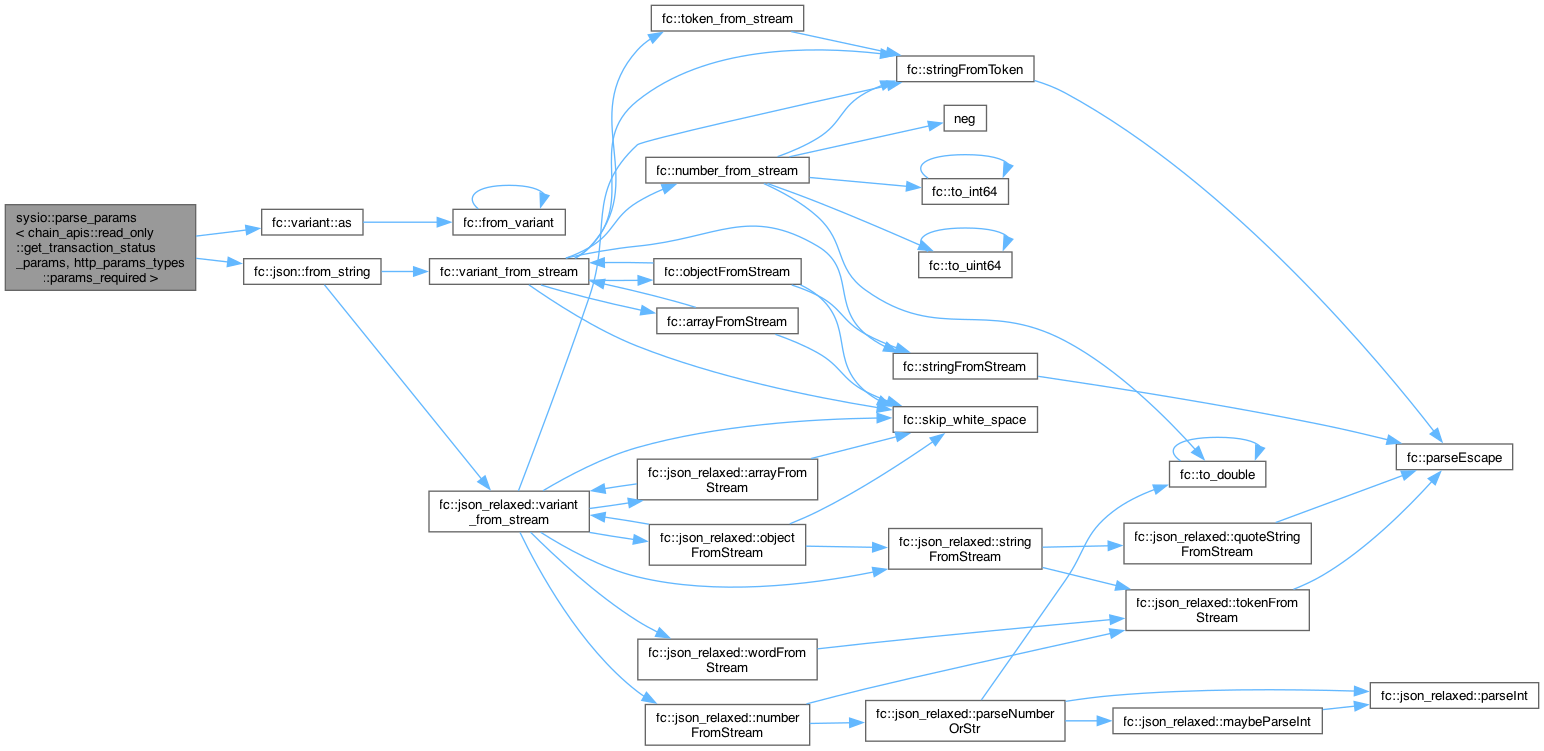 sysio::parse_params
< chain_apis::read_only
::get_transaction_status
_params, http_params_types
::params_required >
fc::variant::as
fc::from_variant
fc::json::from_string
fc::variant_from_stream
fc::token_from_stream
fc::stringFromToken
neg
fc::number_from_stream
fc::to_int64
fc::to_uint64
fc::objectFromStream
fc::arrayFromStream
fc::stringFromStream
fc::skip_white_space
fc::parseEscape
fc::to_double
fc::json_relaxed::variant
_from_stream
fc::json_relaxed::arrayFrom
Stream
fc::json_relaxed::object
FromStream
fc::json_relaxed::string
FromStream
fc::json_relaxed::quoteString
FromStream
fc::json_relaxed::tokenFrom
Stream
fc::json_relaxed::wordFrom
Stream
fc::json_relaxed::number
FromStream
fc::json_relaxed::parseNumber
OrStr
fc::json_relaxed::maybeParseInt
fc::json_relaxed::parseInt